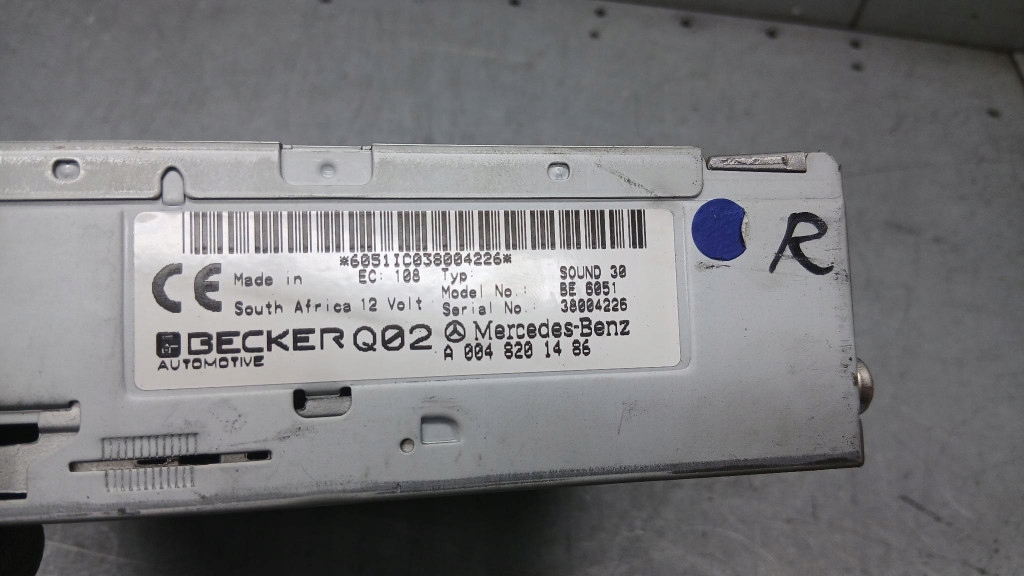 *6051IC038004226*
CE
Made in EC: 108 Typ: SOUND 30
Model No.: BE 6051
South Africa 12 Volt Serial No.: 38004226
BECKER Q02 Mercedes-Benz
AUTOMOTIVE A 004 820 14 86
R